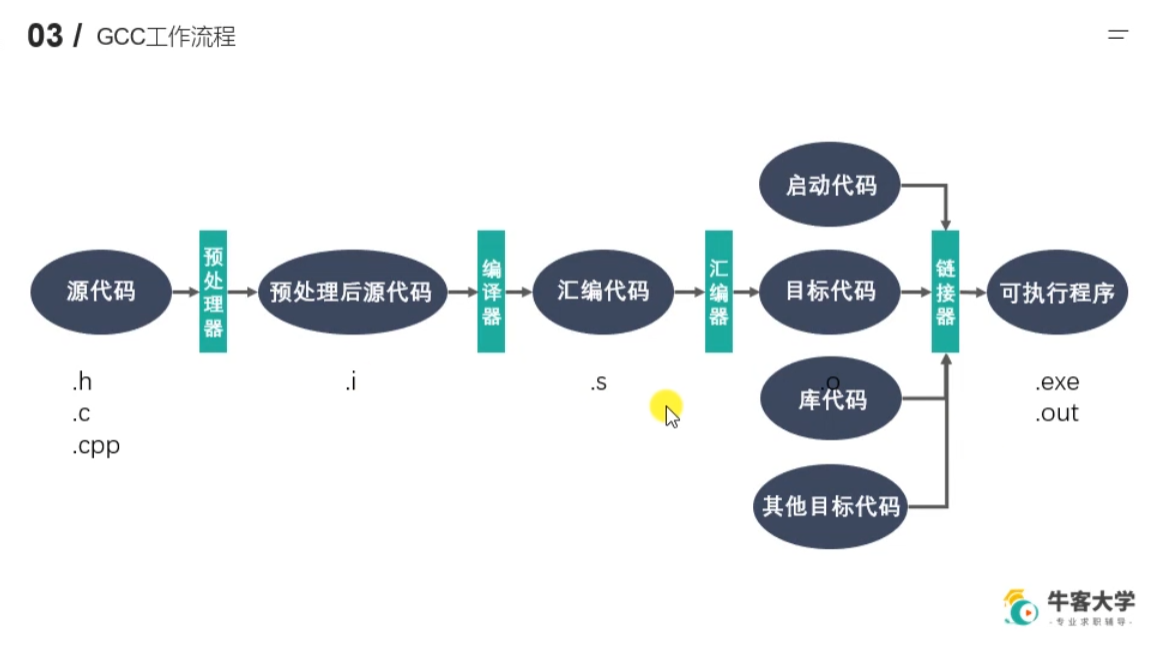 03 / GCC工作流程
启动代码
源代码
预处理器
预处理后源代码
编译器
汇编代码
汇编器
目标代码
链接器
可执行程序
.h
.c
.cpp
.i
.s
.o
库代码
.exe
.out
其他目标代码
牛客大学
·专业求职辅导·